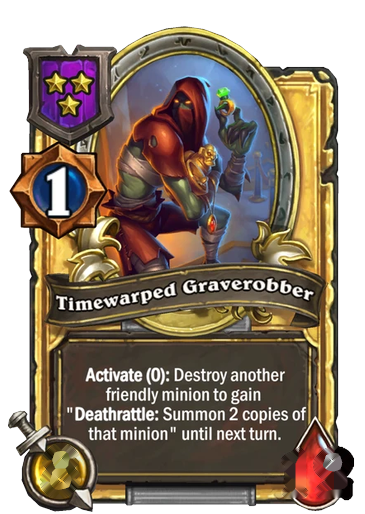 1
Timewarped Graverobber
Activate (0): Destroy another
friendly minion to gain
"Deathrattle: Summon 2 copies of
that minion" until next turn.